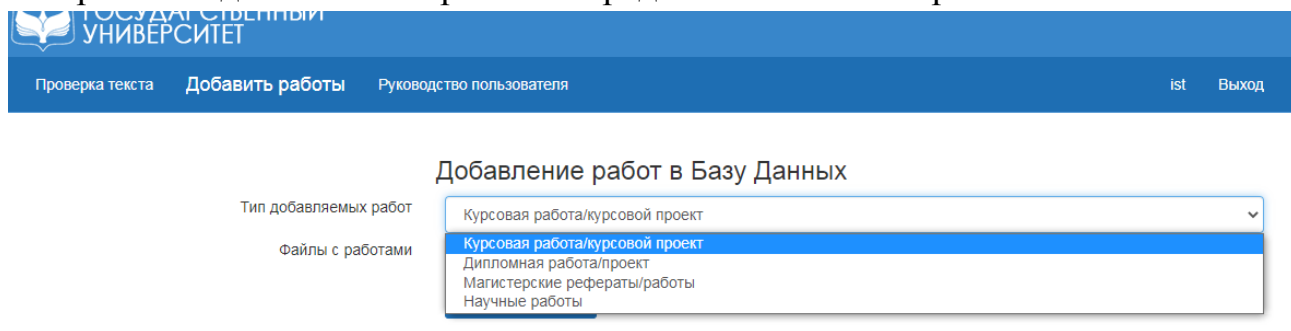 ГОСУДАРСТВЕННЫЙ
УНИВЕРСИТЕТ
Проверка текста Добавить работы Руководство пользователя ist Выход
Добавление работ в Базу Данных
Тип добавляемых работ Курсовая работа/курсовой проект
Файлы с работами Курсовая работа/курсовой проект
Дипломная работа/проект
Магистерские рефераты/работы
Научные работы